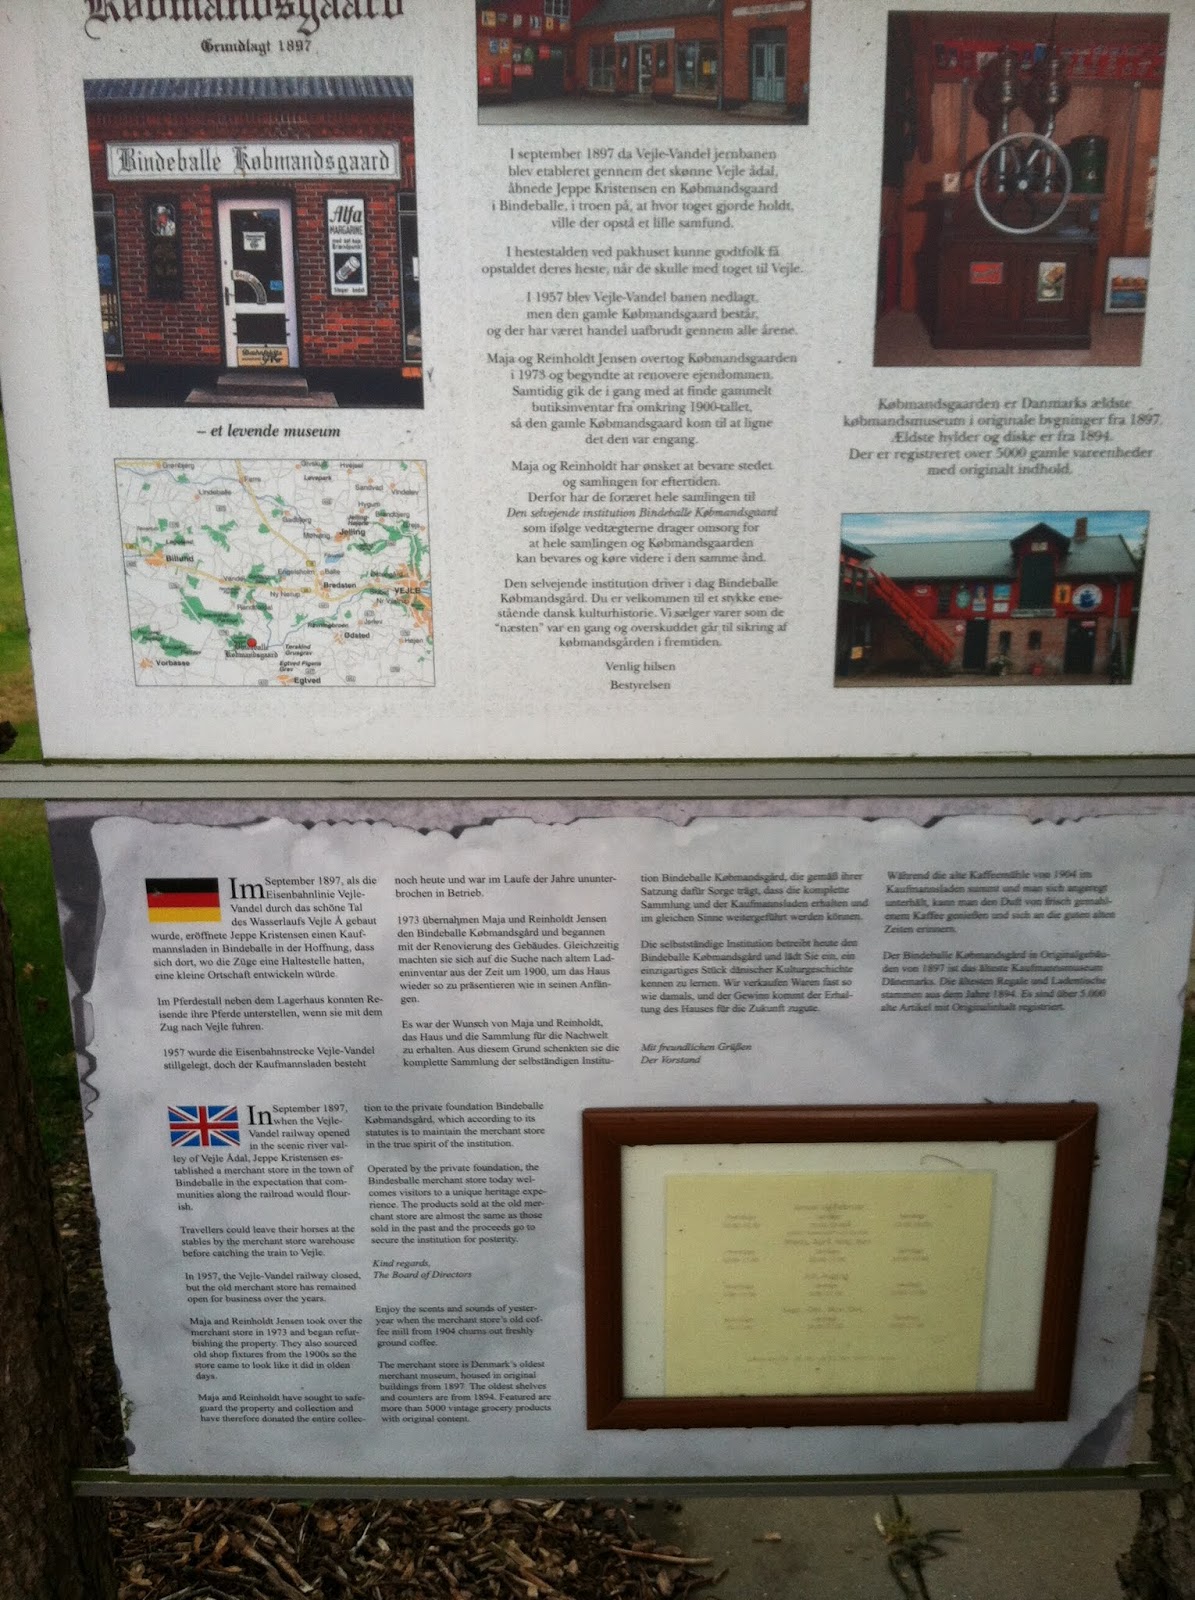 Købmandsgaard
Grundlagt 1897
Bindeballe Købmandsgaard
Alfa
MARGARINE
– et levende museum
Lindeballe
Jelling
Billund
Bredsten
VEJLE
Ny Nørup
Ødsted
Vorbasse
Egtved
I september 1897 da Vejle-Vandel jernbanen
blev etableret gennem det skønne Vejle ådal,
åbnede Jeppe Kristensen en Købmandsgaard
i Bindeballe, i troen på, at hvor toget gjorde holdt,
ville der opstå et lille samfund.
I hestestalden ved pakhuset kunne godtfolk få
opstaldet deres heste, når de skulle med toget til Vejle.
I 1957 blev Vejle-Vandel banen nedlagt,
men den gamle Købmandsgaard består,
og der har været handel uafbrudt gennem alle årene.
Maja og Reinholdt Jensen overtog Købmandsgaarden
i 1973 og begyndte at renovere ejendommen.
Samtidig gik de i gang med at finde gammelt
butiksinventar fra omkring 1900-tallet,
så den gamle Købmandsgaard kom til at ligne
det den var engang.
Maja og Reinholdt har ønsket at bevare stedet
og samlingen for eftertiden.
Derfor har de foræret hele samlingen til
Den selvejende institution Bindeballe Købmandsgaard
som ifølge vedtægterne drager omsorg for
at hele samlingen og Købmandsgaarden
kan bevares og køre videre i den samme ånd.
Den selvejende institution driver i dag Bindeballe
Købmandsgård. Du er velkommen til et stykke ene-
stående dansk kulturhistorie. Vi sælger varer som de
"næsten" var en gang og overskuddet går til sikring af
købmandsgården i fremtiden.
Venlig hilsen
Bestyrelsen
Købmandsgaarden er Danmarks ældste
købmandsmuseum i originale bygninger fra 1897.
Ældste hylder og diske er fra 1894.
Der er registreret over 5000 gamle vareenheder
med originalt indhold.
Im September 1897, als die
Eisenbahnlinie Vejle-
Vandel durch das schöne Tal
des Wasserlaufs Vejle Å gebaut
wurde, eröffnete Jeppe Kristensen einen Kauf-
mannsladen in Bindeballe in der Hoffnung, dass
sich dort, wo die Züge eine Haltestelle hatten,
eine kleine Ortschaft entwickeln würde.
Im Pferdestall neben dem Lagerhaus konnten Re-
isende ihre Pferde unterstellen, wenn sie mit dem
Zug nach Vejle fuhren.
1957 wurde die Eisenbahnstrecke Vejle-Vandel
stillgelegt, doch der Kaufmannsladen besteht
noch heute und war im Laufe der Jahre ununter-
brochen in Betrieb.
1973 übernahmen Maja und Reinholdt Jensen
den Bindeballe Købmandsgård und begannen
mit der Renovierung des Gebäudes. Gleichzeitig
machten sie sich auf die Suche nach altem Lad-
eninventar aus der Zeit um 1900, um das Haus
wieder so zu präsentieren wie in seinen Anfän-
gen.
Es war der Wunsch von Maja und Reinholdt,
das Haus und die Sammlung für die Nachwelt
zu erhalten. Aus diesem Grund schenkten sie die
komplette Sammlung der selbständigen Institu-
tion Bindeballe Købmandsgård, die gemäß ihrer
Satzung dafür Sorge trägt, dass die komplette
Sammlung und der Kaufmannsladen erhalten und
im gleichen Sinne weitergeführt werden können.
Die selbstständige Institution betreibt heute den
Bindeballe Købmandsgård und lädt Sie ein, ein
einzigartiges Stück dänischer Kulturgeschichte
kennen zu lernen. Wir verkaufen Waren fast so
wie damals, und der Gewinn kommt der Erhal-
tung des Hauses für die Zukunft zugute.
Mit freundlichen Grüßen
Der Vorstand
Während die alte Kaffeemühle von 1904 im
Kaufmannsladen summt und man sich angeregt
unterhält, kann man den Duft von frisch gemahl-
enem Kaffee genießen und sich an die guten alten
Zeiten erinnern.
Der Bindeballe Købmandsgård in Originalgebäu-
den von 1897 ist das älteste Kaufmannsmuseum
Dänemarks. Die ältesten Regale und Ladentische
stammen aus dem Jahre 1894. Es sind über 5.000
alte Artikel mit Originalinhalt registriert.
In September 1897,
when the Vejle-
Vandel railway opened
in the scenic river val-
ley of Vejle Ådal, Jeppe Kristensen es-
tablished a merchant store in the town of
Bindeballe in the expectation that com-
munities along the railroad would flour-
ish.
Travellers could leave their horses at the
stables by the merchant store warehouse
before catching the train to Vejle.
In 1957, the Vejle-Vandel railway closed,
but the old merchant store has remained
open for business over the years.
Maja and Reinholdt Jensen took over the
merchant store in 1973 and began refur-
bishing the property. They also sourced
old shop fixtures from the 1900s so the
store came to look like it did in olden
days.
Maja and Reinholdt have sought to safe-
guard the property and collection and
have therefore donated the entire collec-
tion to the private foundation Bindeballe
Købmandsgård, which according to its
statutes is to maintain the merchant store
in the true spirit of the institution.
Operated by the private foundation, the
Bindesballe merchant store today wel-
comes visitors to a unique heritage expe-
rience. The products sold at the old mer-
chant store are almost the same as those
sold in the past and the proceeds go to
secure the institution for posterity.
Kind regards,
The Board of Directors
Enjoy the scents and sounds of yester-
year when the merchant's store's old cof-
fee mill from 1904 churns out freshly
ground coffee.
The merchant store is Denmark's oldest
merchant museum, housed in original
buildings from 1897. The oldest shelves
and counters are from 1894. Featured are
more than 5000 vintage grocery products
with original content.